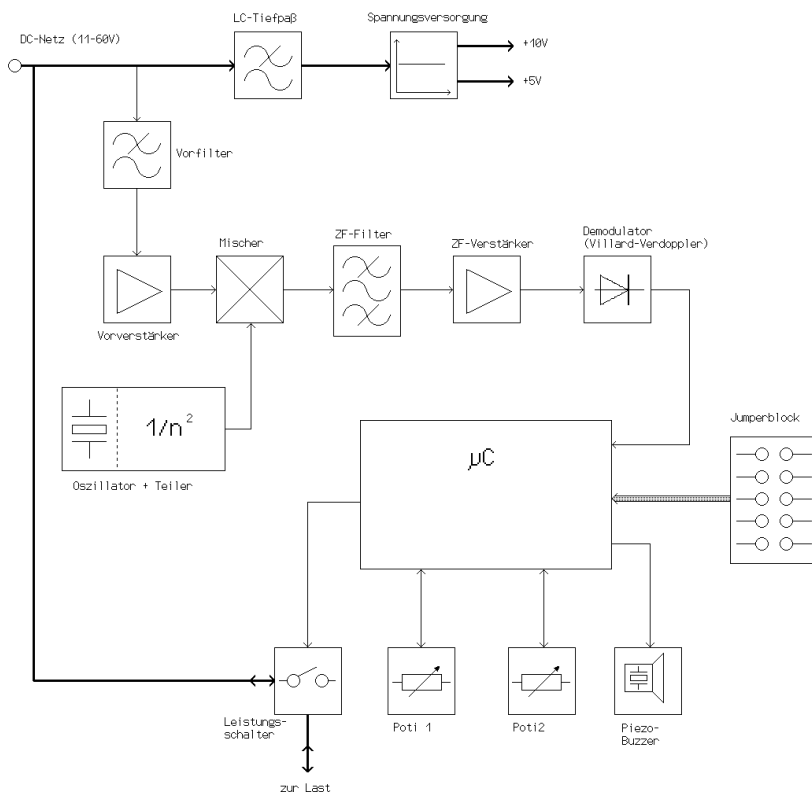 LC-Tiefpaß
Spannungsversorgung
DC-Netz (11-60V)
+10V
+5V
Vorfilter
Mischer
ZF-Filter
ZF-Verstärker
Demodulator
(Villard-Verdoppler)
Vorverstärker
1/n²
Oszillator + Teiler
µC
Jumperblock
Leistungs-
schalter
Poti 1
Poti2
Piezo-
Buzzer
zur Last